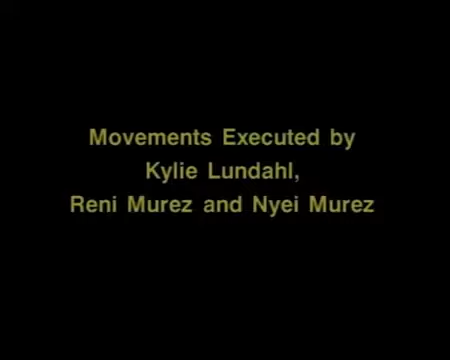 Movements Executed by
Kylie Lundahl,
Reni Murez and Nyei Murez